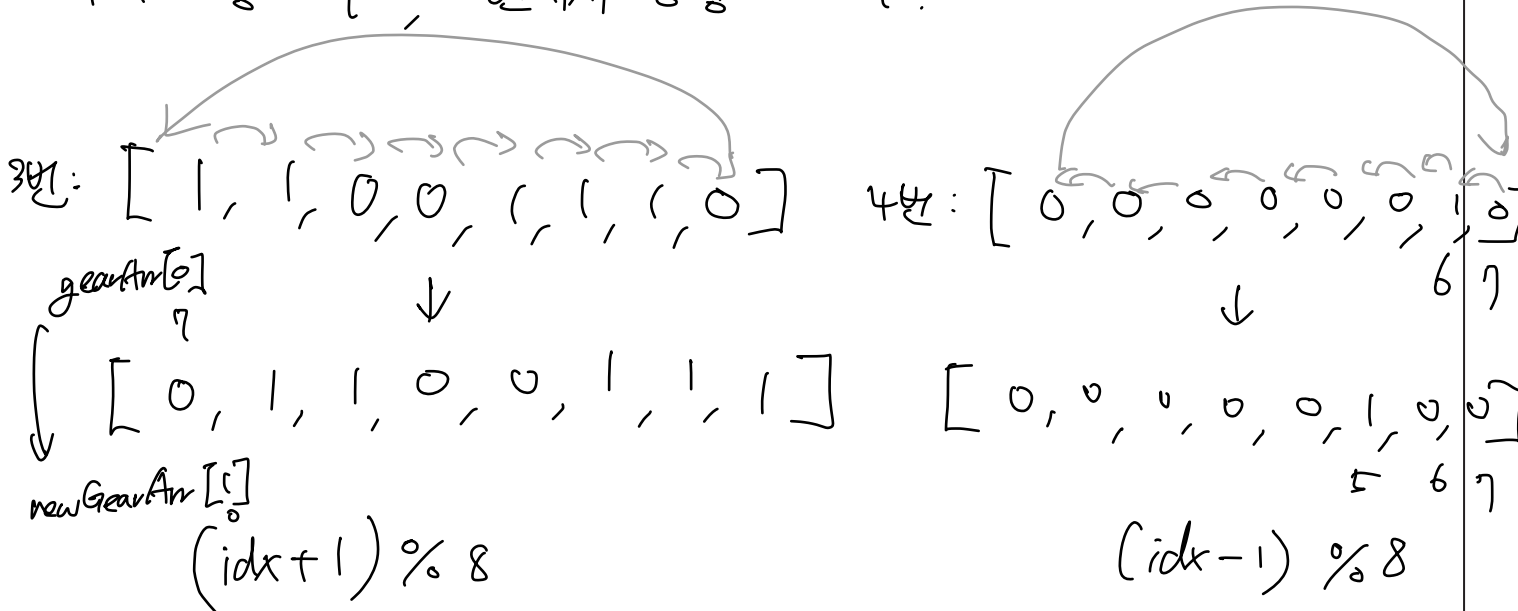 3번: [ 1, 1, 0, 0, 1, 1, 1, 0 ]
4번: [ 0, 0, 0, 0, 0, 0, 1, 0 ]
6 7
gearArr[0]
7
↓
↓
[ 0, 1, 1, 0, 0, 1, 1, 1 ]
[ 0, 0, 0, 0, 0, 1, 0, 0 ]
5 6 7
newGearArr [1]
0
(idx+1) % 8
(idx-1) % 8